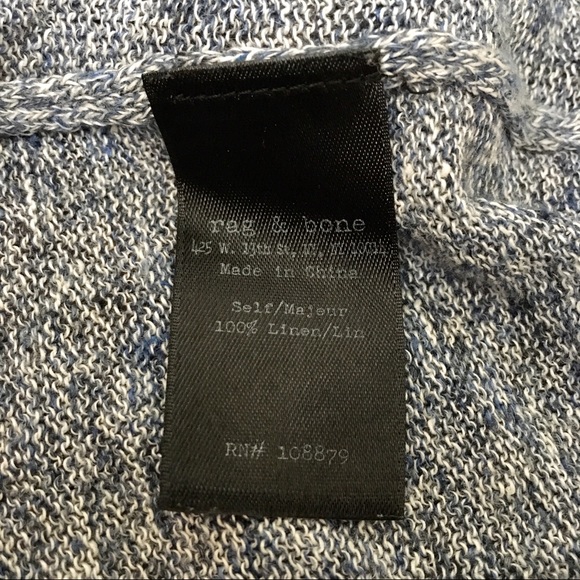 rag & bone
425 W. 13th St, NY, NY 10014
Made in China
Self/Majeur
100% Linen/Lin
RN# 108879